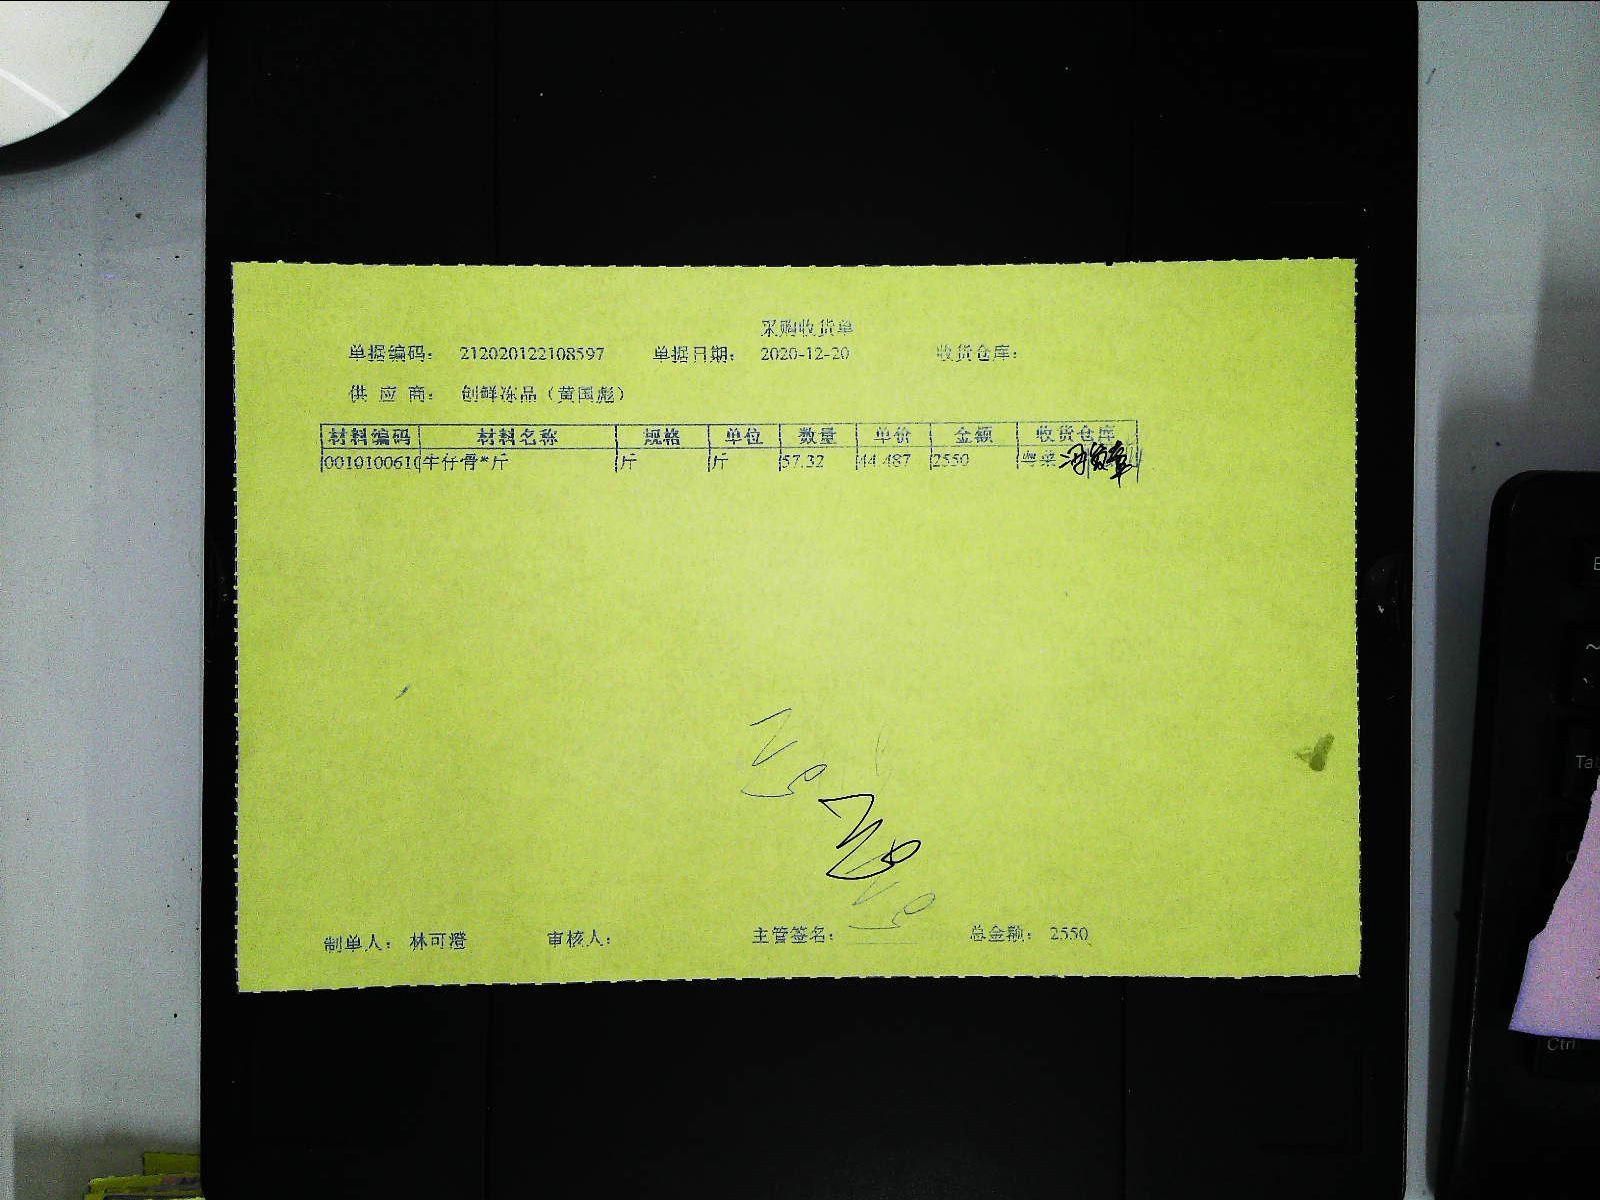 采购收货单
单据编码： 212020122108597 单据日期： 2020-12-20 收货仓库：
供 应 商： 创鲜冻品（黄国彪）
材料编码 材料名称 规格 单位 数量 单价 金额 收货仓库
0010100610 牛仔骨*斤 斤 斤 57.32 44.487 2550 粤菜
制单人： 林可澄 审核人： 主管签名： 总金额： 2550
Ctrl